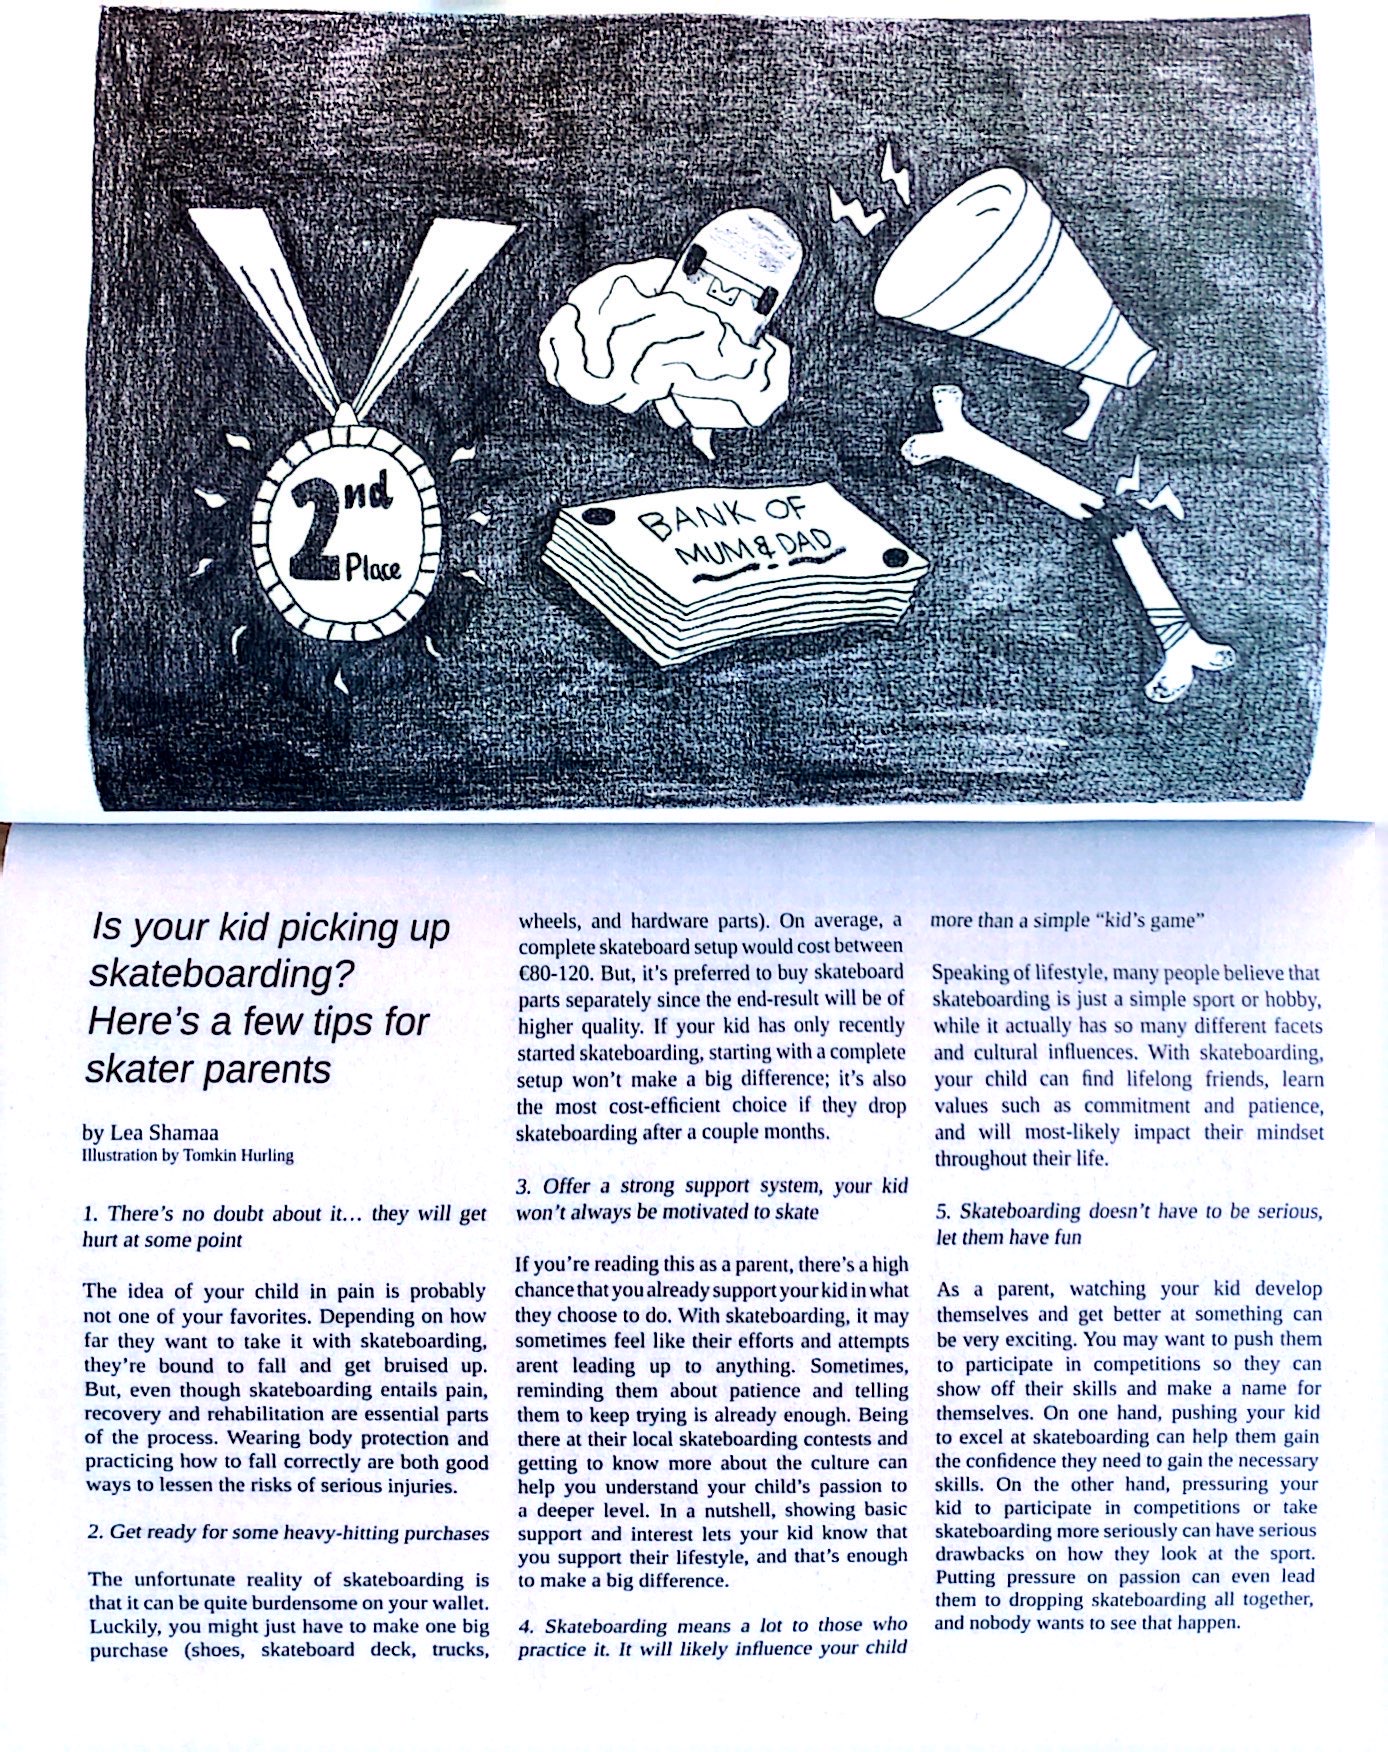 2nd
Place
BANK OF
MUM & DAD
Is your kid picking up
skateboarding?
Here's a few tips for
skater parents
by Lea Shamaa
Illustration by Tomkin Hurling
1. There's no doubt about it... they will get
hurt at some point
The idea of your child in pain is probably
not one of your favorites. Depending on how
far they want to take it with skateboarding,
they're bound to fall and get bruised up.
But, even though skateboarding entails pain,
recovery and rehabilitation are essential parts
of the process. Wearing body protection and
practicing how to fall correctly are both good
ways to lessen the risks of serious injuries.
2. Get ready for some heavy-hitting purchases
The unfortunate reality of skateboarding is
that it can be quite burdensome on your wallet.
Luckily, you might just have to make one big
purchase (shoes, skateboard deck, trucks,
wheels, and hardware parts). On average, a
complete skateboard setup would cost between
€80-120. But, it's preferred to buy skateboard
parts separately since the end-result will be of
higher quality. If your kid has only recently
started skateboarding, starting with a complete
setup won't make a big difference; it's also
the most cost-efficient choice if they drop
skateboarding after a couple months.
3. Offer a strong support system, your kid
won't always be motivated to skate
If you're reading this as a parent, there's a high
chance that you already support your kid in what
they choose to do. With skateboarding, it may
sometimes feel like their efforts and attempts
arent leading up to anything. Sometimes,
reminding them about patience and telling
them to keep trying is already enough. Being
there at their local skateboarding contests and
getting to know more about the culture can
help you understand your child's passion to
a deeper level. In a nutshell, showing basic
support and interest lets your kid know that
you support their lifestyle, and that's enough
to make a big difference.
4. Skateboarding means a lot to those who
practice it. It will likely influence your child
more than a simple "kid's game"
Speaking of lifestyle, many people believe that
skateboarding is just a simple sport or hobby,
while it actually has so many different facets
and cultural influences. With skateboarding,
your child can find lifelong friends, learn
values such as commitment and patience,
and will most-likely impact their mindset
throughout their life.
5. Skateboarding doesn't have to be serious,
let them have fun
As a parent, watching your kid develop
themselves and get better at something can
be very exciting. You may want to push them
to participate in competitions so they can
show off their skills and make a name for
themselves. On one hand, pushing your kid
to excel at skateboarding can help them gain
the confidence they need to gain the necessary
skills. On the other hand, pressuring your
kid to participate in competitions or take
skateboarding more seriously can have serious
drawbacks on how they look at the sport.
Putting pressure on passion can even lead
them to dropping skateboarding all together,
and nobody wants to see that happen.